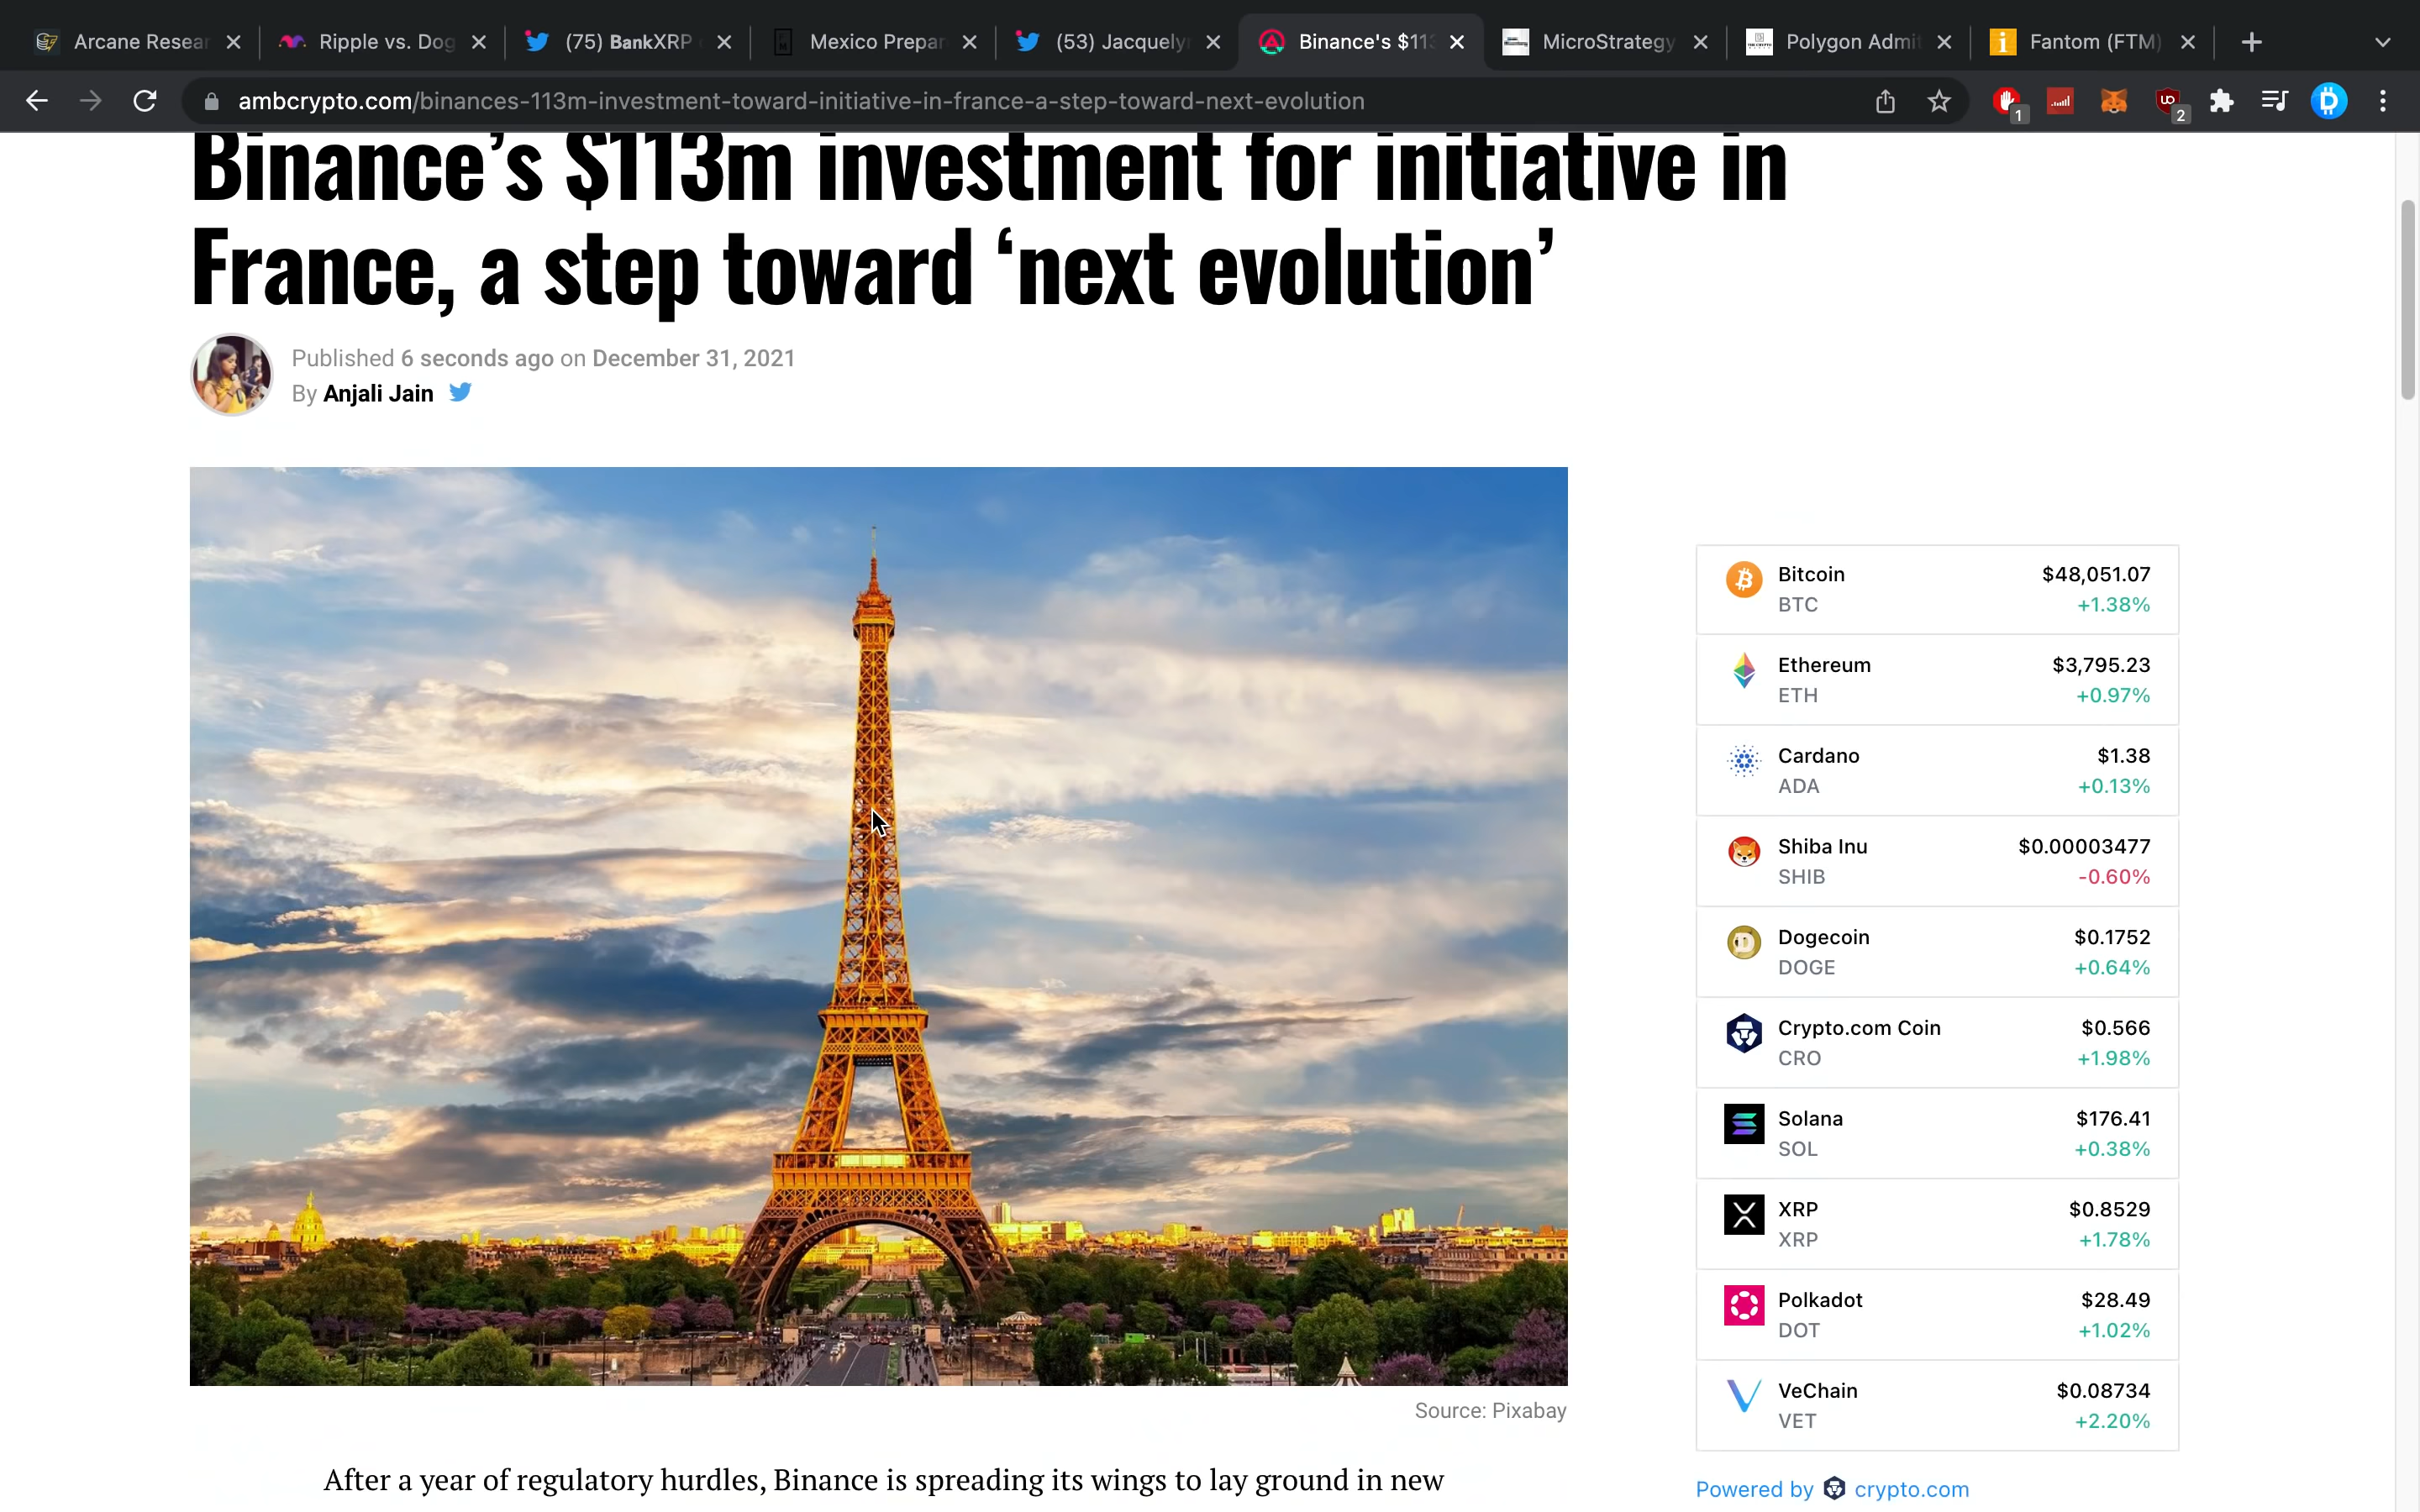 Arcane Resear
Ripple vs. Dog
(75) BankXRP
Mexico Prepar
(53) Jacquely
Binance's $113
MicroStrategy
Polygon Admit
Fantom (FTM)
ambcrypto.com/binances-113m-investment-toward-initiative-in-france-a-step-toward-next-evolution
1
2
Binance’s $113m investment for initiative in
France, a step toward ‘next evolution’
Published 6 seconds ago on December 31, 2021
By Anjali Jain
Bitcoin $48,051.07
BTC +1.38%
Ethereum $3,795.23
ETH +0.97%
Cardano $1.38
ADA +0.13%
Shiba Inu $0.00003477
SHIB -0.60%
Dogecoin $0.1752
DOGE +0.64%
Crypto.com Coin $0.566
CRO +1.98%
Solana $176.41
SOL +0.38%
XRP $0.8529
XRP +1.78%
Polkadot $28.49
DOT +1.02%
VeChain $0.08734
VET +2.20%
Source: Pixabay
After a year of regulatory hurdles, Binance is spreading its wings to lay ground in new
Powered by crypto.com